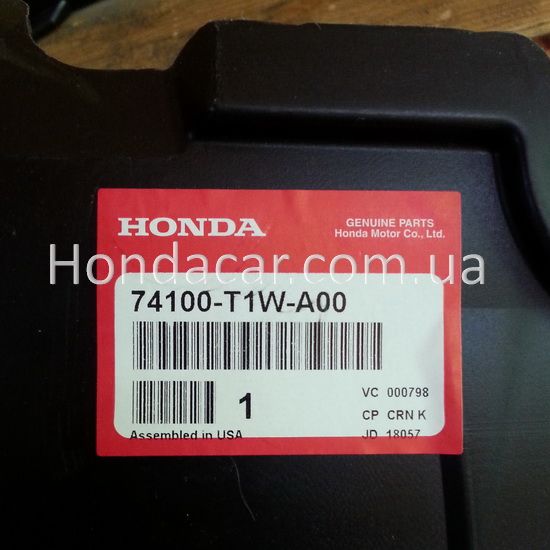 HONDA
GENUINE PARTS
Honda Motor Co., Ltd.
Hondacar.com.ua
74100-T1W-A00
1
VC 000798
CP CRN K
Assembled in USA
JD 18057